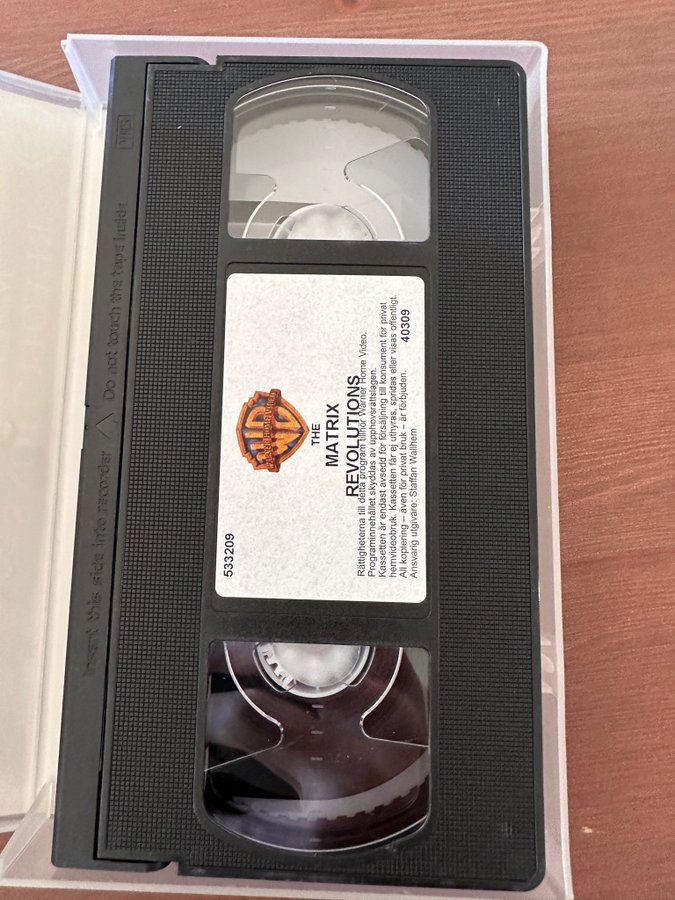 VHS
Insert this side into recorder
Do not touch the tape inside
533209
THE
MATRIX
REVOLUTIONS
Rättigheterna till detta program tillhör Warner Home Video.
Programinnehållet skyddas av upphovsrättslagen.
Kassetten är endast avsedd för försäljning till konsument för privat
hemvideobruk. Kassetten får ej uthyras, spridas eller visas offentligt.
All kopiering – även för privat bruk – är förbjuden.
Ansvarig utgivare: Staffan Wallhem
40309